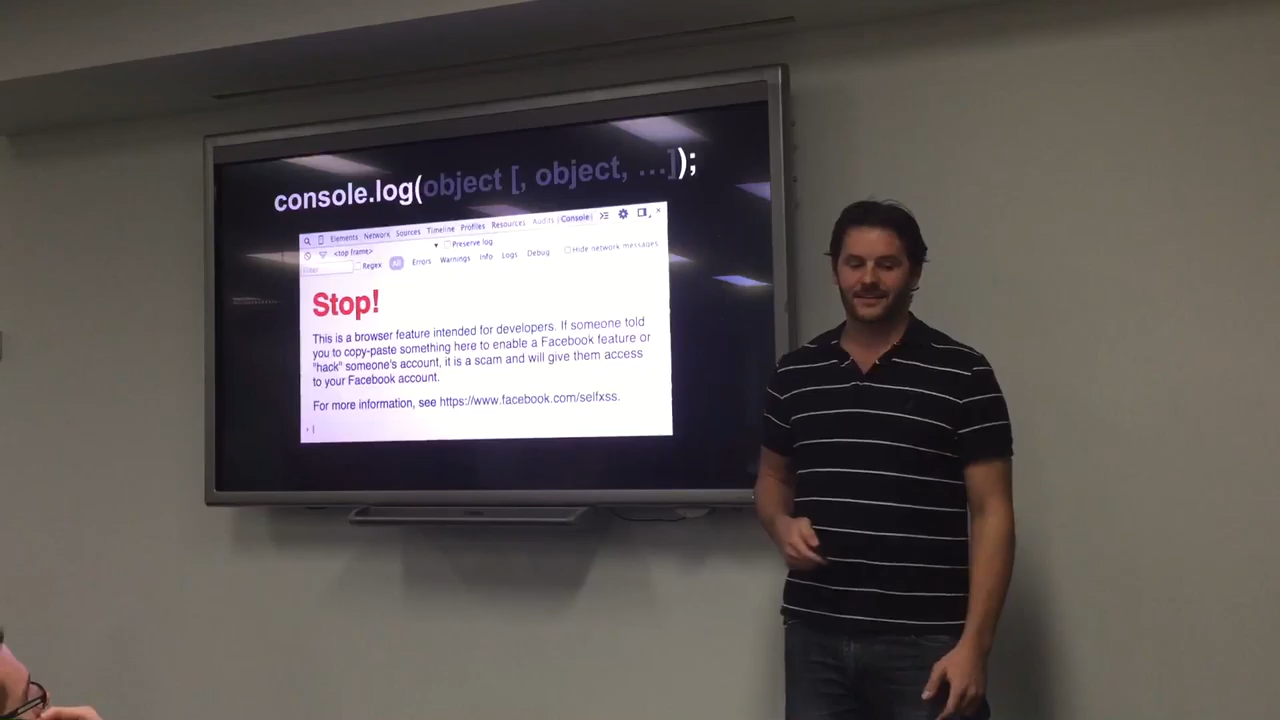 console.log(object [, object, ...]);
Elements Network Sources Timeline Profiles Resources Audits Console
<top frame> Preserve log
Filter Regex All Errors Warnings Info Logs Debug Hide network messages
Stop!
This is a browser feature intended for developers. If someone told
you to copy-paste something here to enable a Facebook feature or
"hack" someone's account, it is a scam and will give them access
to your Facebook account.
For more information, see https://www.facebook.com/selfxss.